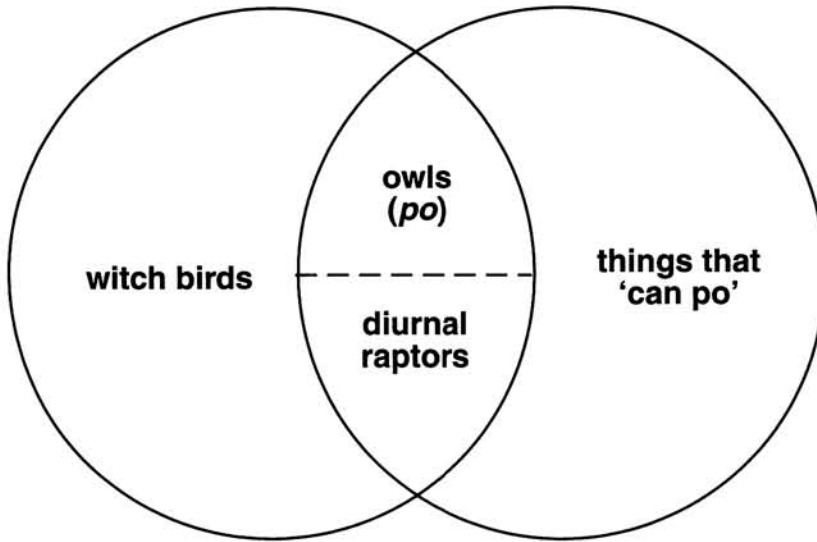 owls
(po)
witch birds
things that
‘can po’
diurnal
raptors